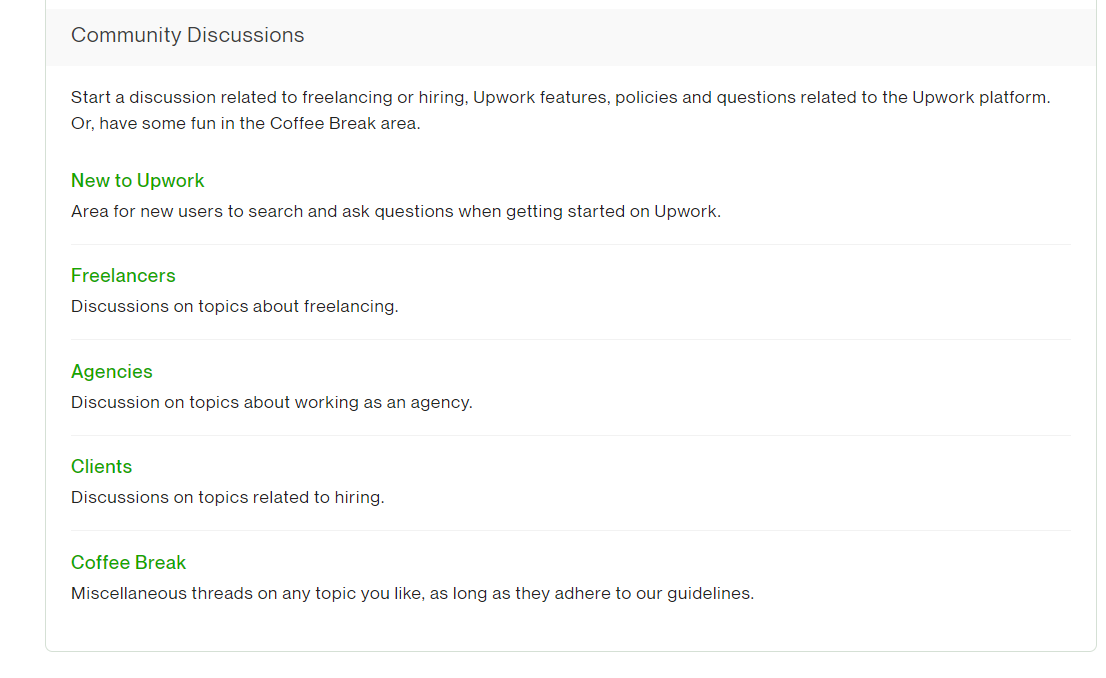 Community Discussions
Start a discussion related to freelancing or hiring, Upwork features, policies and questions related to the Upwork platform.
Or, have some fun in the Coffee Break area.
New to Upwork
Area for new users to search and ask questions when getting started on Upwork.
Freelancers
Discussions on topics about freelancing.
Agencies
Discussion on topics about working as an agency.
Clients
Discussions on topics related to hiring.
Coffee Break
Miscellaneous threads on any topic you like, as long as they adhere to our guidelines.